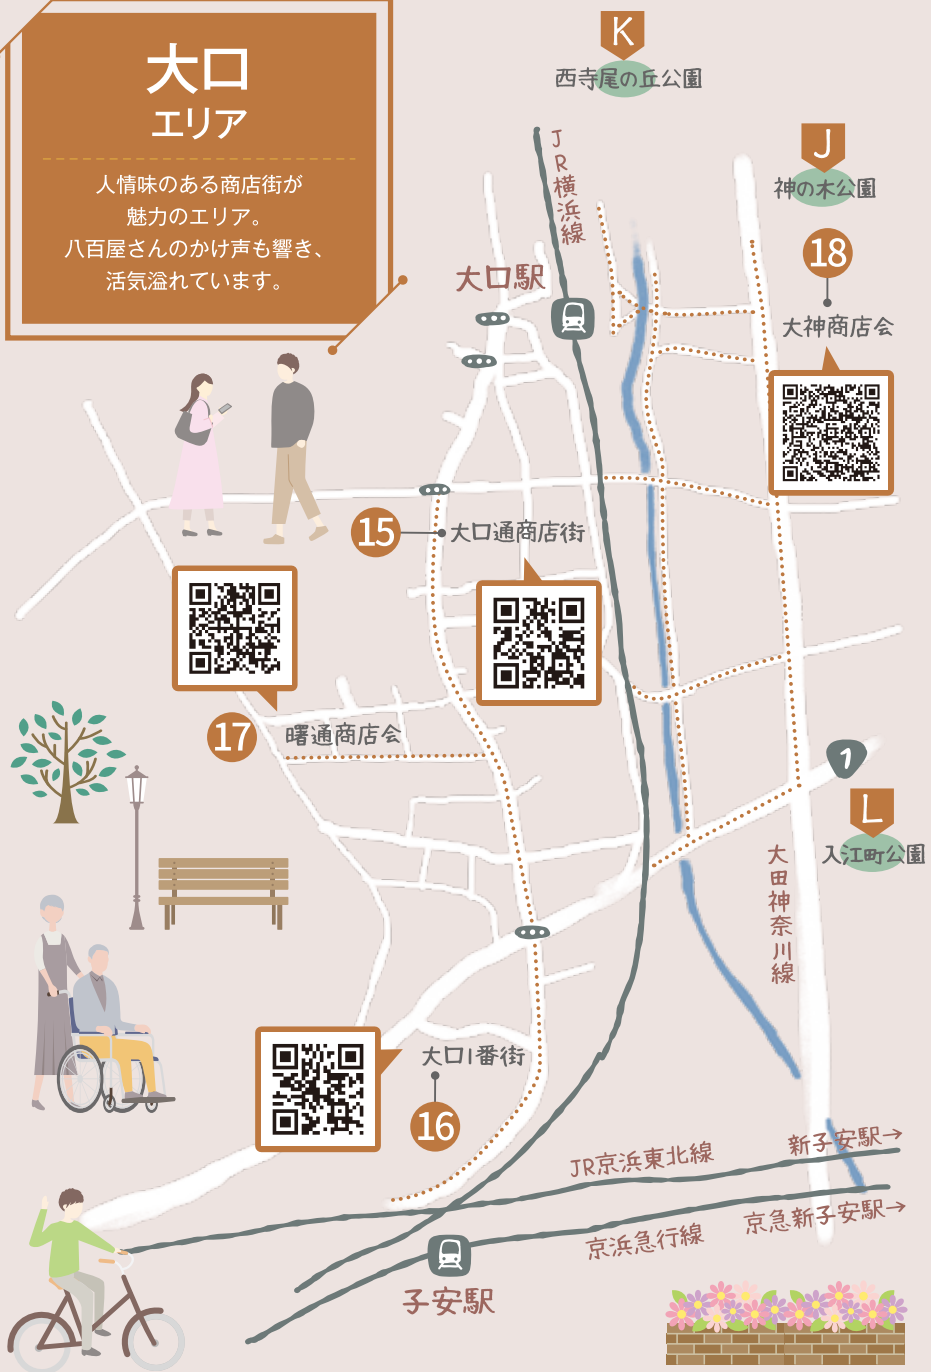 大口
エリア
人情味のある商店街が
魅力のエリア。
八百屋さんのかけ声も響き、
活気溢れています。
K
西寺尾の丘公園
JR横浜線
J
神の木公園
18
大神商店会
大口駅
15
大口通商店街
17
曙通商店会
1
L
入江町公園
大田神奈川線
大口1番街
16
JR京浜東北線
新子安駅→
京浜急行線
京急新子安駅→
子安駅